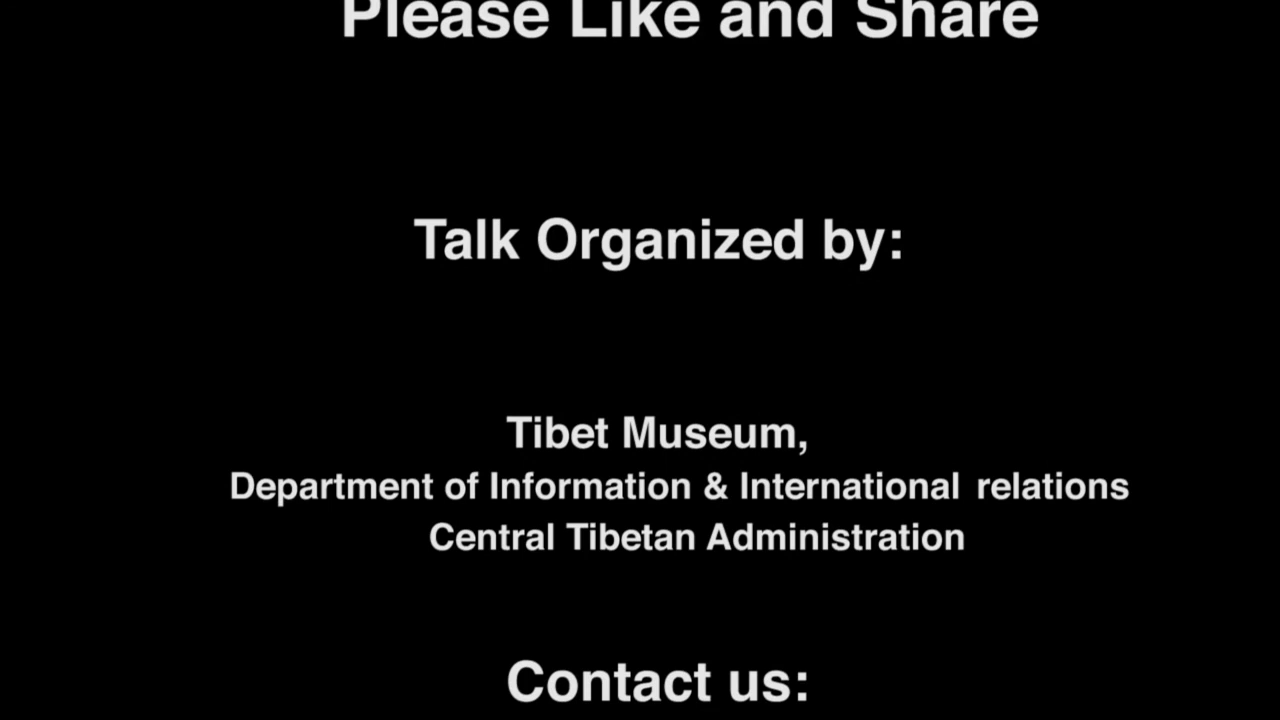 Please Like and Share
Talk Organized by:
Tibet Museum,
Department of Information & International relations
Central Tibetan Administration
Contact us: